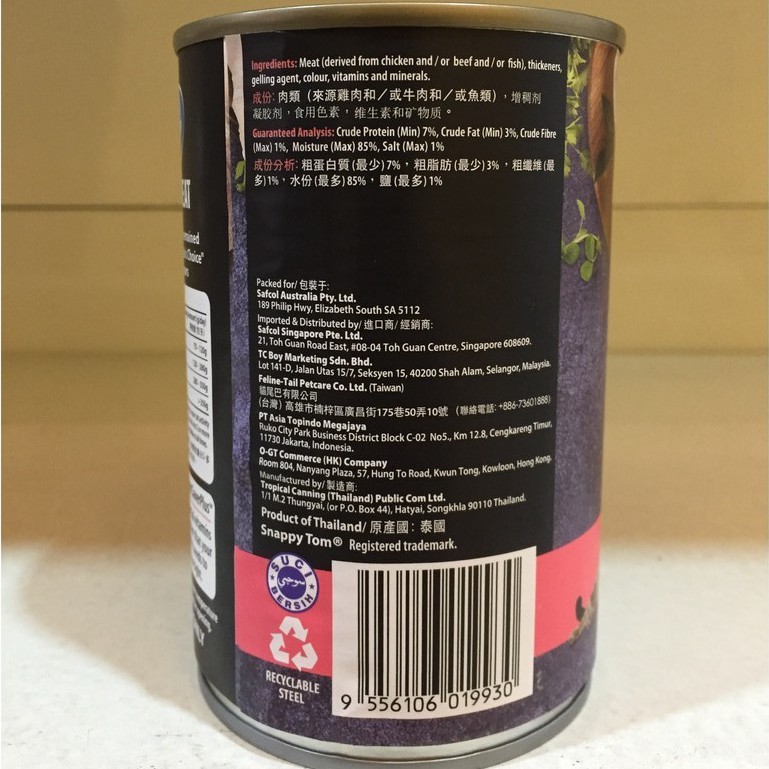 Ingredients: Meat (derived from chicken and / or beef and / or fish), thickeners,
gelling agent, colour, vitamins and minerals.
成份: 肉類 (來源雞肉和／或牛肉和／或魚類)，增稠剂
凝胶剂，食用色素，维生素和矿物质。
Guaranteed Analysis: Crude Protein (Min) 7%, Crude Fat (Min) 3%, Crude Fibre
(Max) 1%, Moisture (Max) 85%, Salt (Max) 1%
成份分析: 粗蛋白質 (最少) 7%，粗脂肪 (最少) 3%，粗纖維 (最
多) 1%，水份 (最多) 85%，鹽 (最多) 1%
Packed for/ 包裝于:
Safcol Australia Pty. Ltd.
189 Philip Hwy, Elizabeth South SA 5112
Imported & Distributed by/ 進口商/ 經銷商:
Safcol Singapore Pte. Ltd.
21, Toh Guan Road East, #08-04 Toh Guan Centre, Singapore 608609.
TC Boy Marketing Sdn. Bhd.
Lot 141-D, Jalan Utas 15/7, Seksyen 15, 40200 Shah Alam, Selangor, Malaysia.
Feline-Tail Petcare Co. Ltd. (Taiwan)
貓尾巴有限公司
(台灣) 高雄市楠梓區廣昌街175巷50弄10號 (聯絡電話: +886-73601888)
PT Asia Topindo Megajaya
Ruko City Park Business District Block C-02 No5., Km 12.8, Cengkareng Timur,
11730 Jakarta, Indonesia.
O-GT Commerce (HK) Company
Room 804, Nanyang Plaza, 57, Hung To Road, Kwun Tong, Kowloon, Hong Kong.
Manufactured by/ 製造商:
Tropical Canning (Thailand) Public Com Ltd.
1/1 M.2 Thungyai, (or P.O. Box 44), Hatyai, Songkhla 90110 Thailand.
Product of Thailand/ 原產國: 泰國
Snappy Tom® Registered trademark.
SUCI
سوچي
BERSIH
RECYCLABLE
STEEL
9 556106 019930